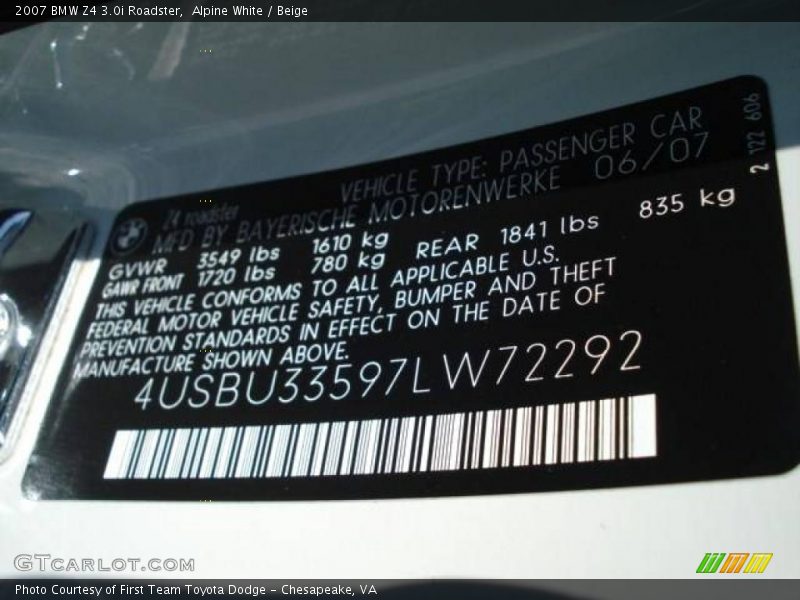 2007 BMW Z4 3.0i Roadster,  Alpine White / Beige
2 122 606
Z4 roadster
VEHICLE TYPE: PASSENGER CAR
MFD BY BAYERISCHE MOTORENWERKE 06/07
GVWR 3549 lbs 1610 kg
GAWR FRONT 1720 lbs 780 kg REAR 1841 lbs 835 kg
THIS VEHICLE CONFORMS TO ALL APPLICABLE U.S.
FEDERAL MOTOR VEHICLE SAFETY, BUMPER AND THEFT
PREVENTION STANDARDS IN EFFECT ON THE DATE OF
MANUFACTURE SHOWN ABOVE.
4USBU33597LW72292
GTCARLOT.COM
Photo Courtesy of First Team Toyota Dodge - Chesapeake, VA